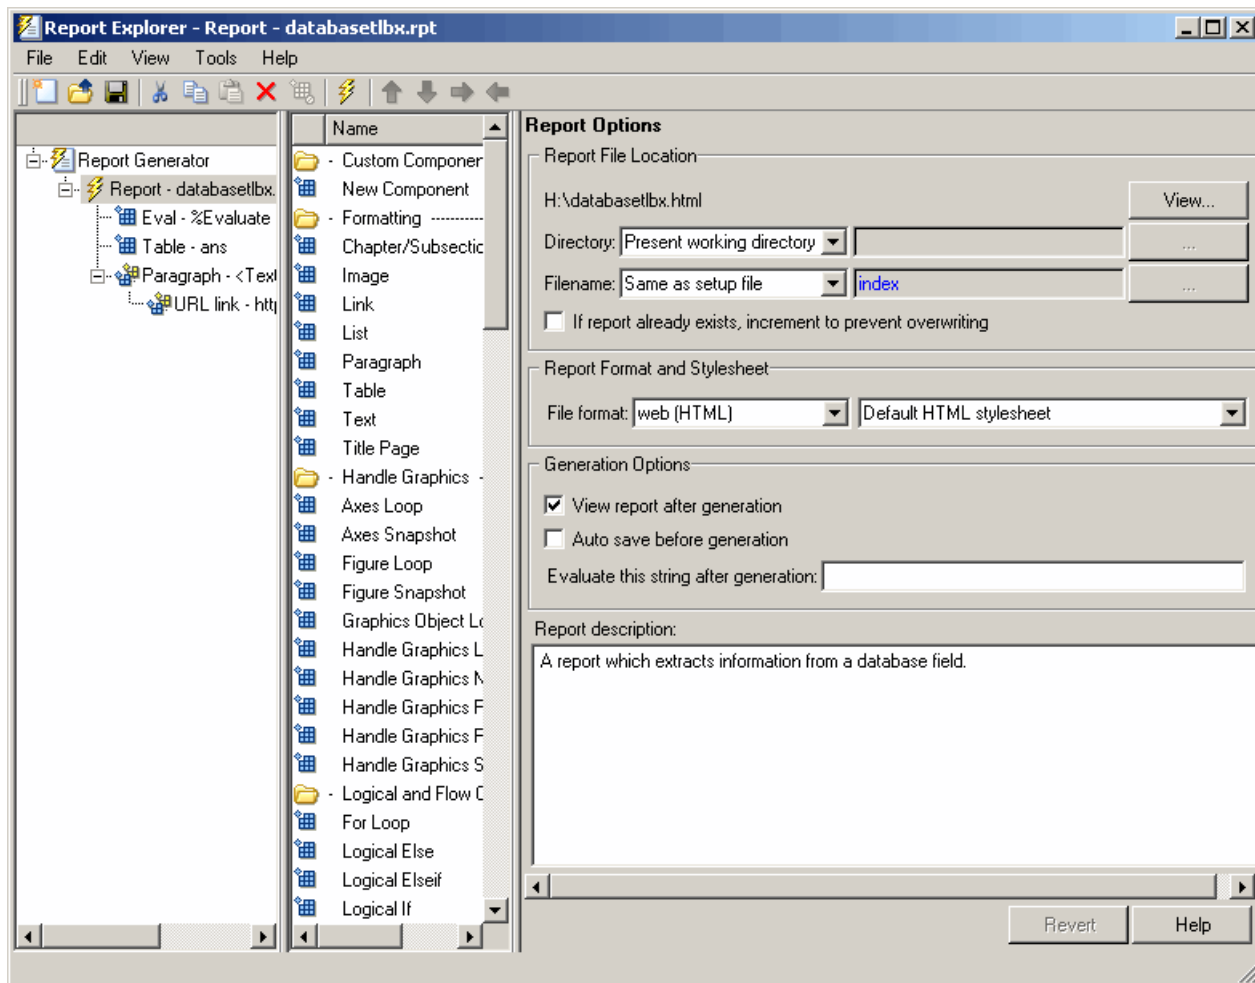 Report Explorer - Report - databasetlbx.rpt
File Edit View Tools Help
Report Generator
Report - databasetlbx.
Eval - %Evaluate
Table - ans
Paragraph - <Text
URL link - http
Name
- Custom Componen
New Component
- Formatting ------------
Chapter/Subsectio
Image
Link
List
Paragraph
Table
Text
Title Page
- Handle Graphics -
Axes Loop
Axes Snapshot
Figure Loop
Figure Snapshot
Graphics Object Lo
Handle Graphics L
Handle Graphics N
Handle Graphics P
Handle Graphics P
Handle Graphics S
- Logical and Flow C
For Loop
Logical Else
Logical Elseif
Logical If
Report Options
Report File Location
H:\databasetlbx.html View...
Directory: Present working directory ...
Filename: Same as setup file index ...
If report already exists, increment to prevent overwriting
Report Format and Stylesheet
File format: web (HTML) Default HTML stylesheet
Generation Options
View report after generation
Auto save before generation
Evaluate this string after generation:
Report description:
A report which extracts information from a database field.
Revert Help